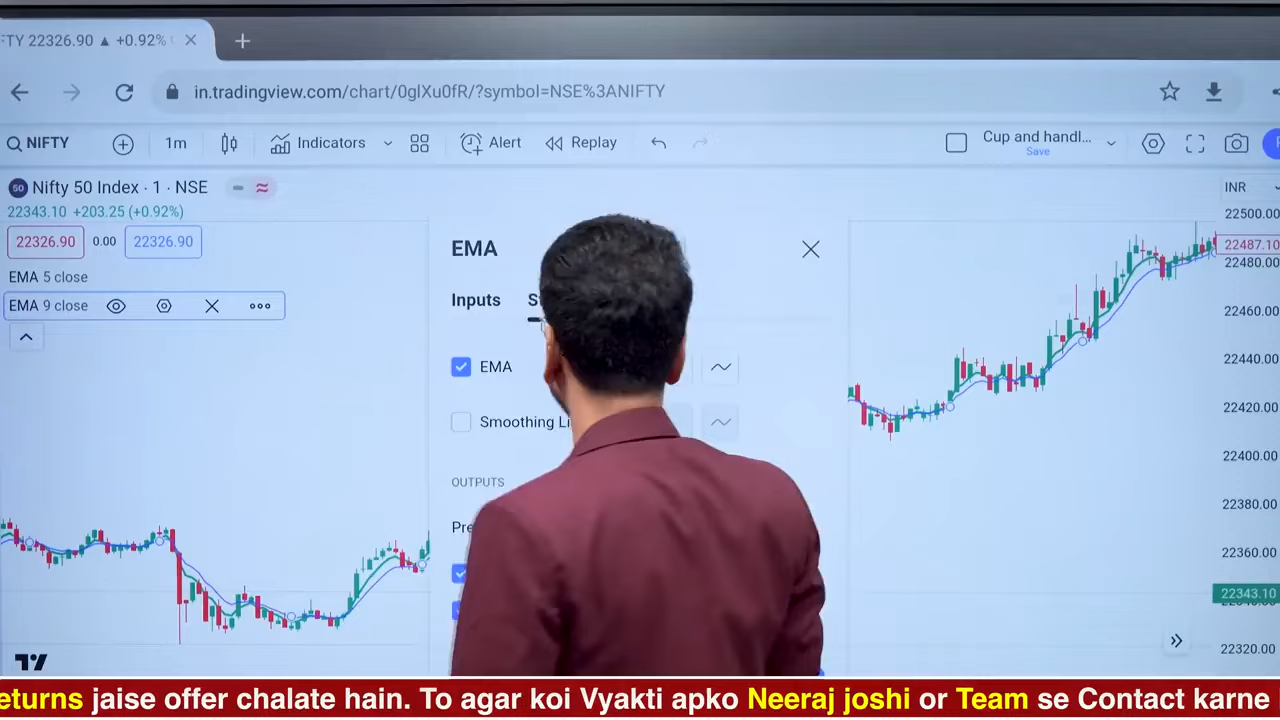 FTY 22326.90 ▲ +0.92%
in.tradingview.com/chart/0glXu0fR/?symbol=NSE%3ANIFTY
NIFTY 1m Indicators Alert Replay Cup and handl...
Save
50 Nifty 50 Index · 1 · NSE
INR
22343.10 +203.25 (+0.92%)
22500.00
22326.90 0.00 22326.90
22487.10
22480.00
EMA 5 close
EMA 9 close
EMA
Inputs
EMA
Smoothing Li
OUTPUTS
Pre
22460.00
22440.00
22420.00
22400.00
22380.00
22360.00
22343.10
22320.00
eturns jaise offer chalate hain. To agar koi Vyakti apko Neeraj joshi or Team se Contact karne